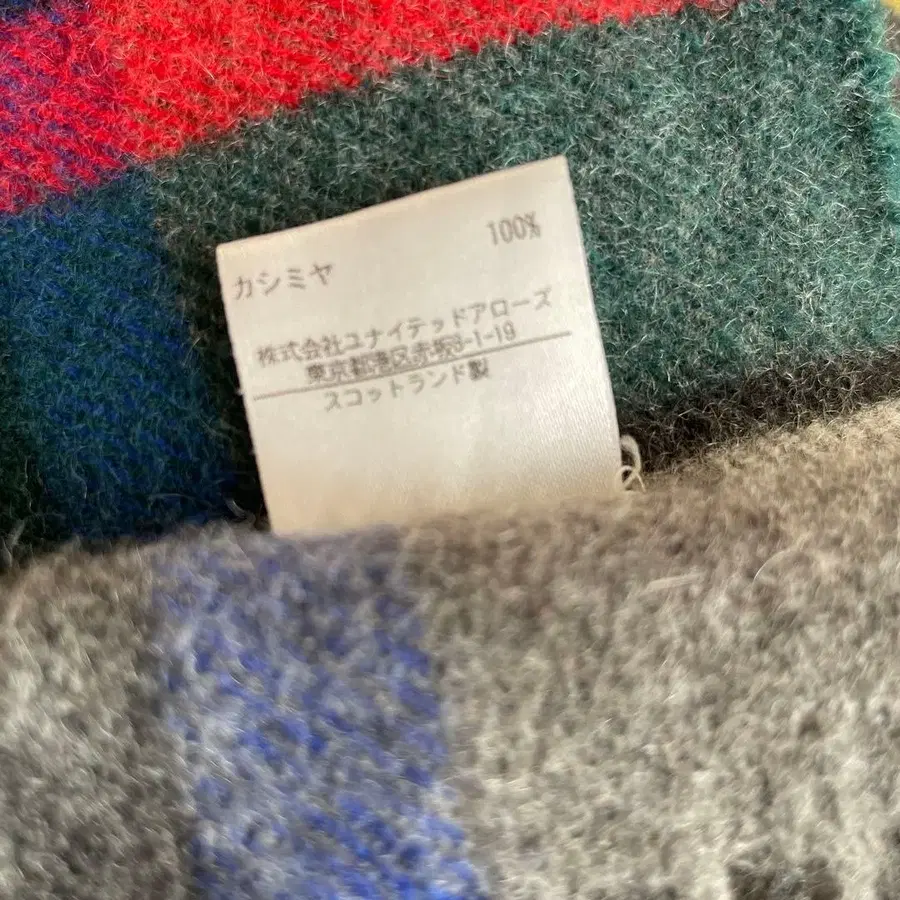 カシミヤ 100%
株式会社ユナイテッドアローズ
東京都港区赤坂8-1-19
スコットランド製